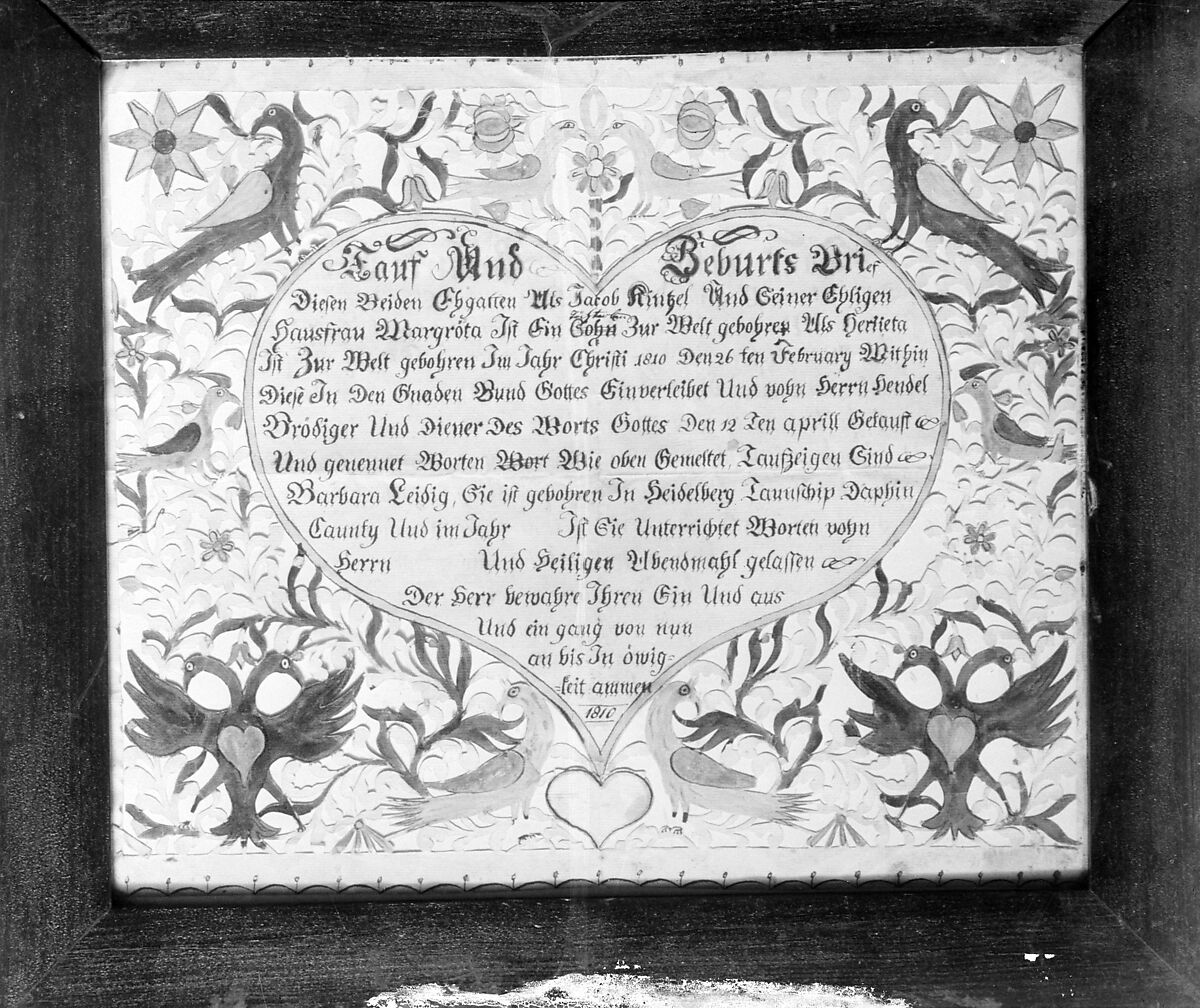 Tauf Und Geburts Brief
Diesen Beiden Ehgatten Als Jacob Kintzel Und Seiner Ehligen
Hausfrau Margröta Ist Ein Sohn Zur Welt gebohren Als Heriieta
Ist Zur Welt gebohren Im Jahr Christi 1810 Den 26 ten February Within
Diese In Den Gnaden Bund Gottes Einverleibet Und vohn Herrn Hendel
Brödiger Und Diener Des Worts Gottes Den 12 Ten aprill Getauft
Und genennet Worten Wort Wie oben Gemeltet, Taufzeigen Sind
Barbara Leidig, Sie ist gebohren In Heidelberg Taunschip Daphin
Caunty Und im Jahr Ist Sie Unterrichtet Worten vohn
Herrn Und Heiligen Abendmahl gelassen
Der Herr bewahre Ihren Ein Und aus
Und ein gang von nun
an bis In öwig=
=keit ammen
1810